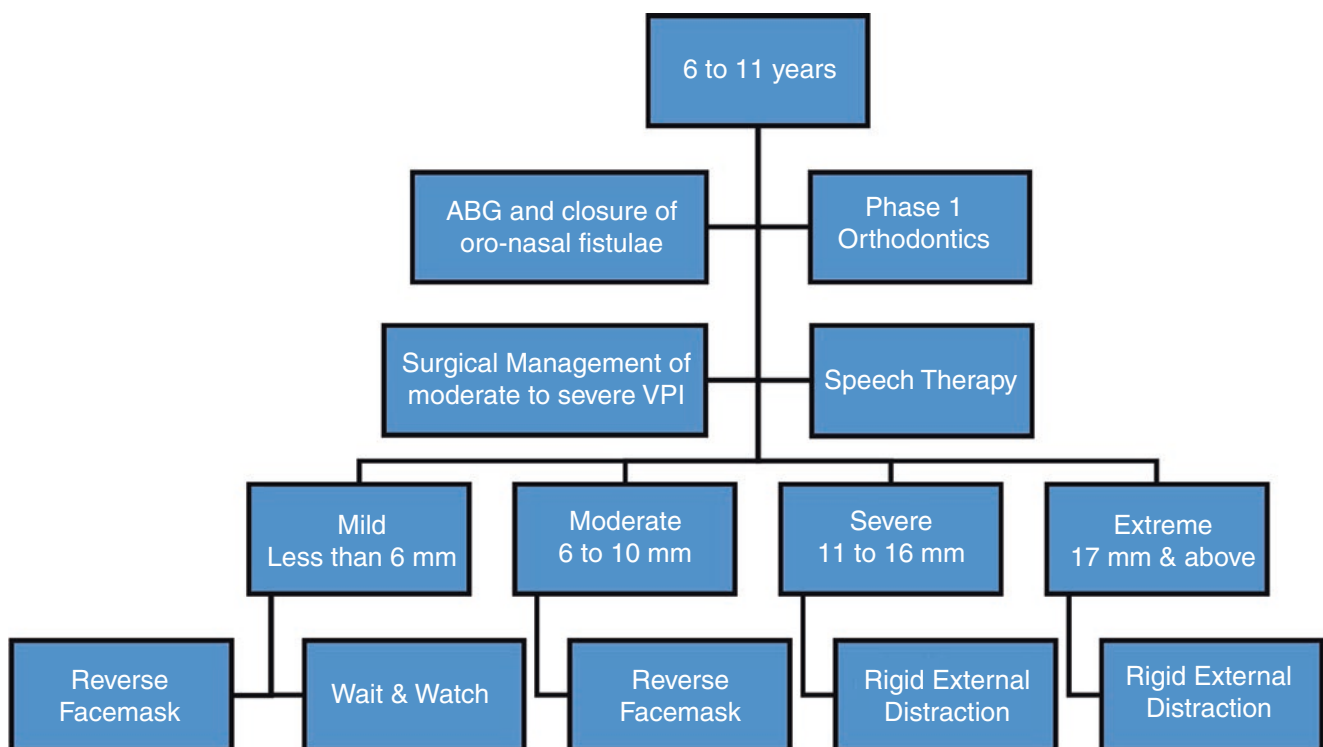 6 to 11 years
ABG and closure of
oro-nasal fistulae
Phase 1
Orthodontics
Surgical Management of
moderate to severe VPI
Speech Therapy
Mild
Less than 6 mm
Moderate
6 to 10 mm
Severe
11 to 16 mm
Extreme
17 mm & above
Reverse
Facemask
Wait & Watch
Reverse
Facemask
Rigid External
Distraction
Rigid External
Distraction